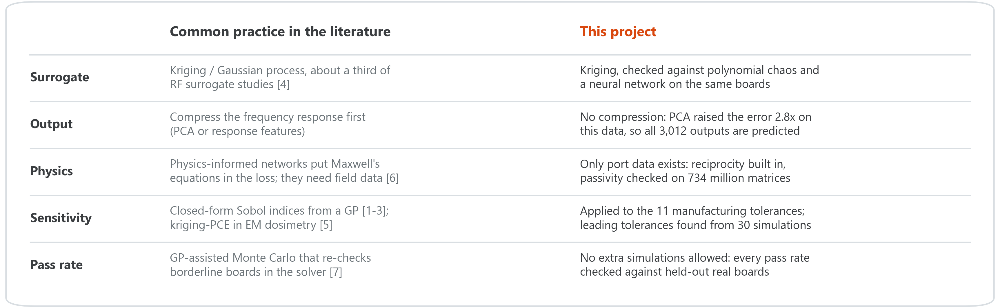 Common practice in the literature
This project
Surrogate
Kriging / Gaussian process, about a third of
RF surrogate studies [4]
Kriging, checked against polynomial chaos and
a neural network on the same boards
Output
Compress the frequency response first
(PCA or response features)
No compression: PCA raised the error 2.8x on
this data, so all 3,012 outputs are predicted
Physics
Physics-informed networks put Maxwell's
equations in the loss; they need field data [6]
Only port data exists: reciprocity built in,
passivity checked on 734 million matrices
Sensitivity
Closed-form Sobol indices from a GP [1-3];
kriging-PCE in EM dosimetry [5]
Applied to the 11 manufacturing tolerances;
leading tolerances found from 30 simulations
Pass rate
GP-assisted Monte Carlo that re-checks
borderline boards in the solver [7]
No extra simulations allowed: every pass rate
checked against held-out real boards